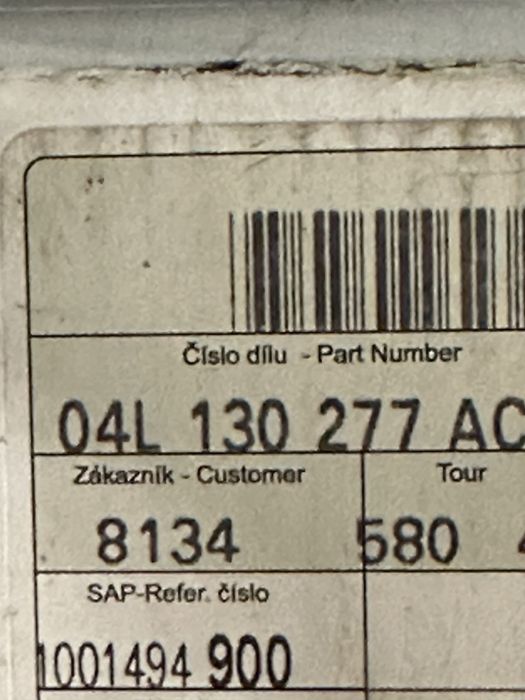 Číslo dílu - Part Number
04L 130 277 AC
Zákazník - Customer
Tour
8134
580
SAP-Refer. číslo
1001494 900